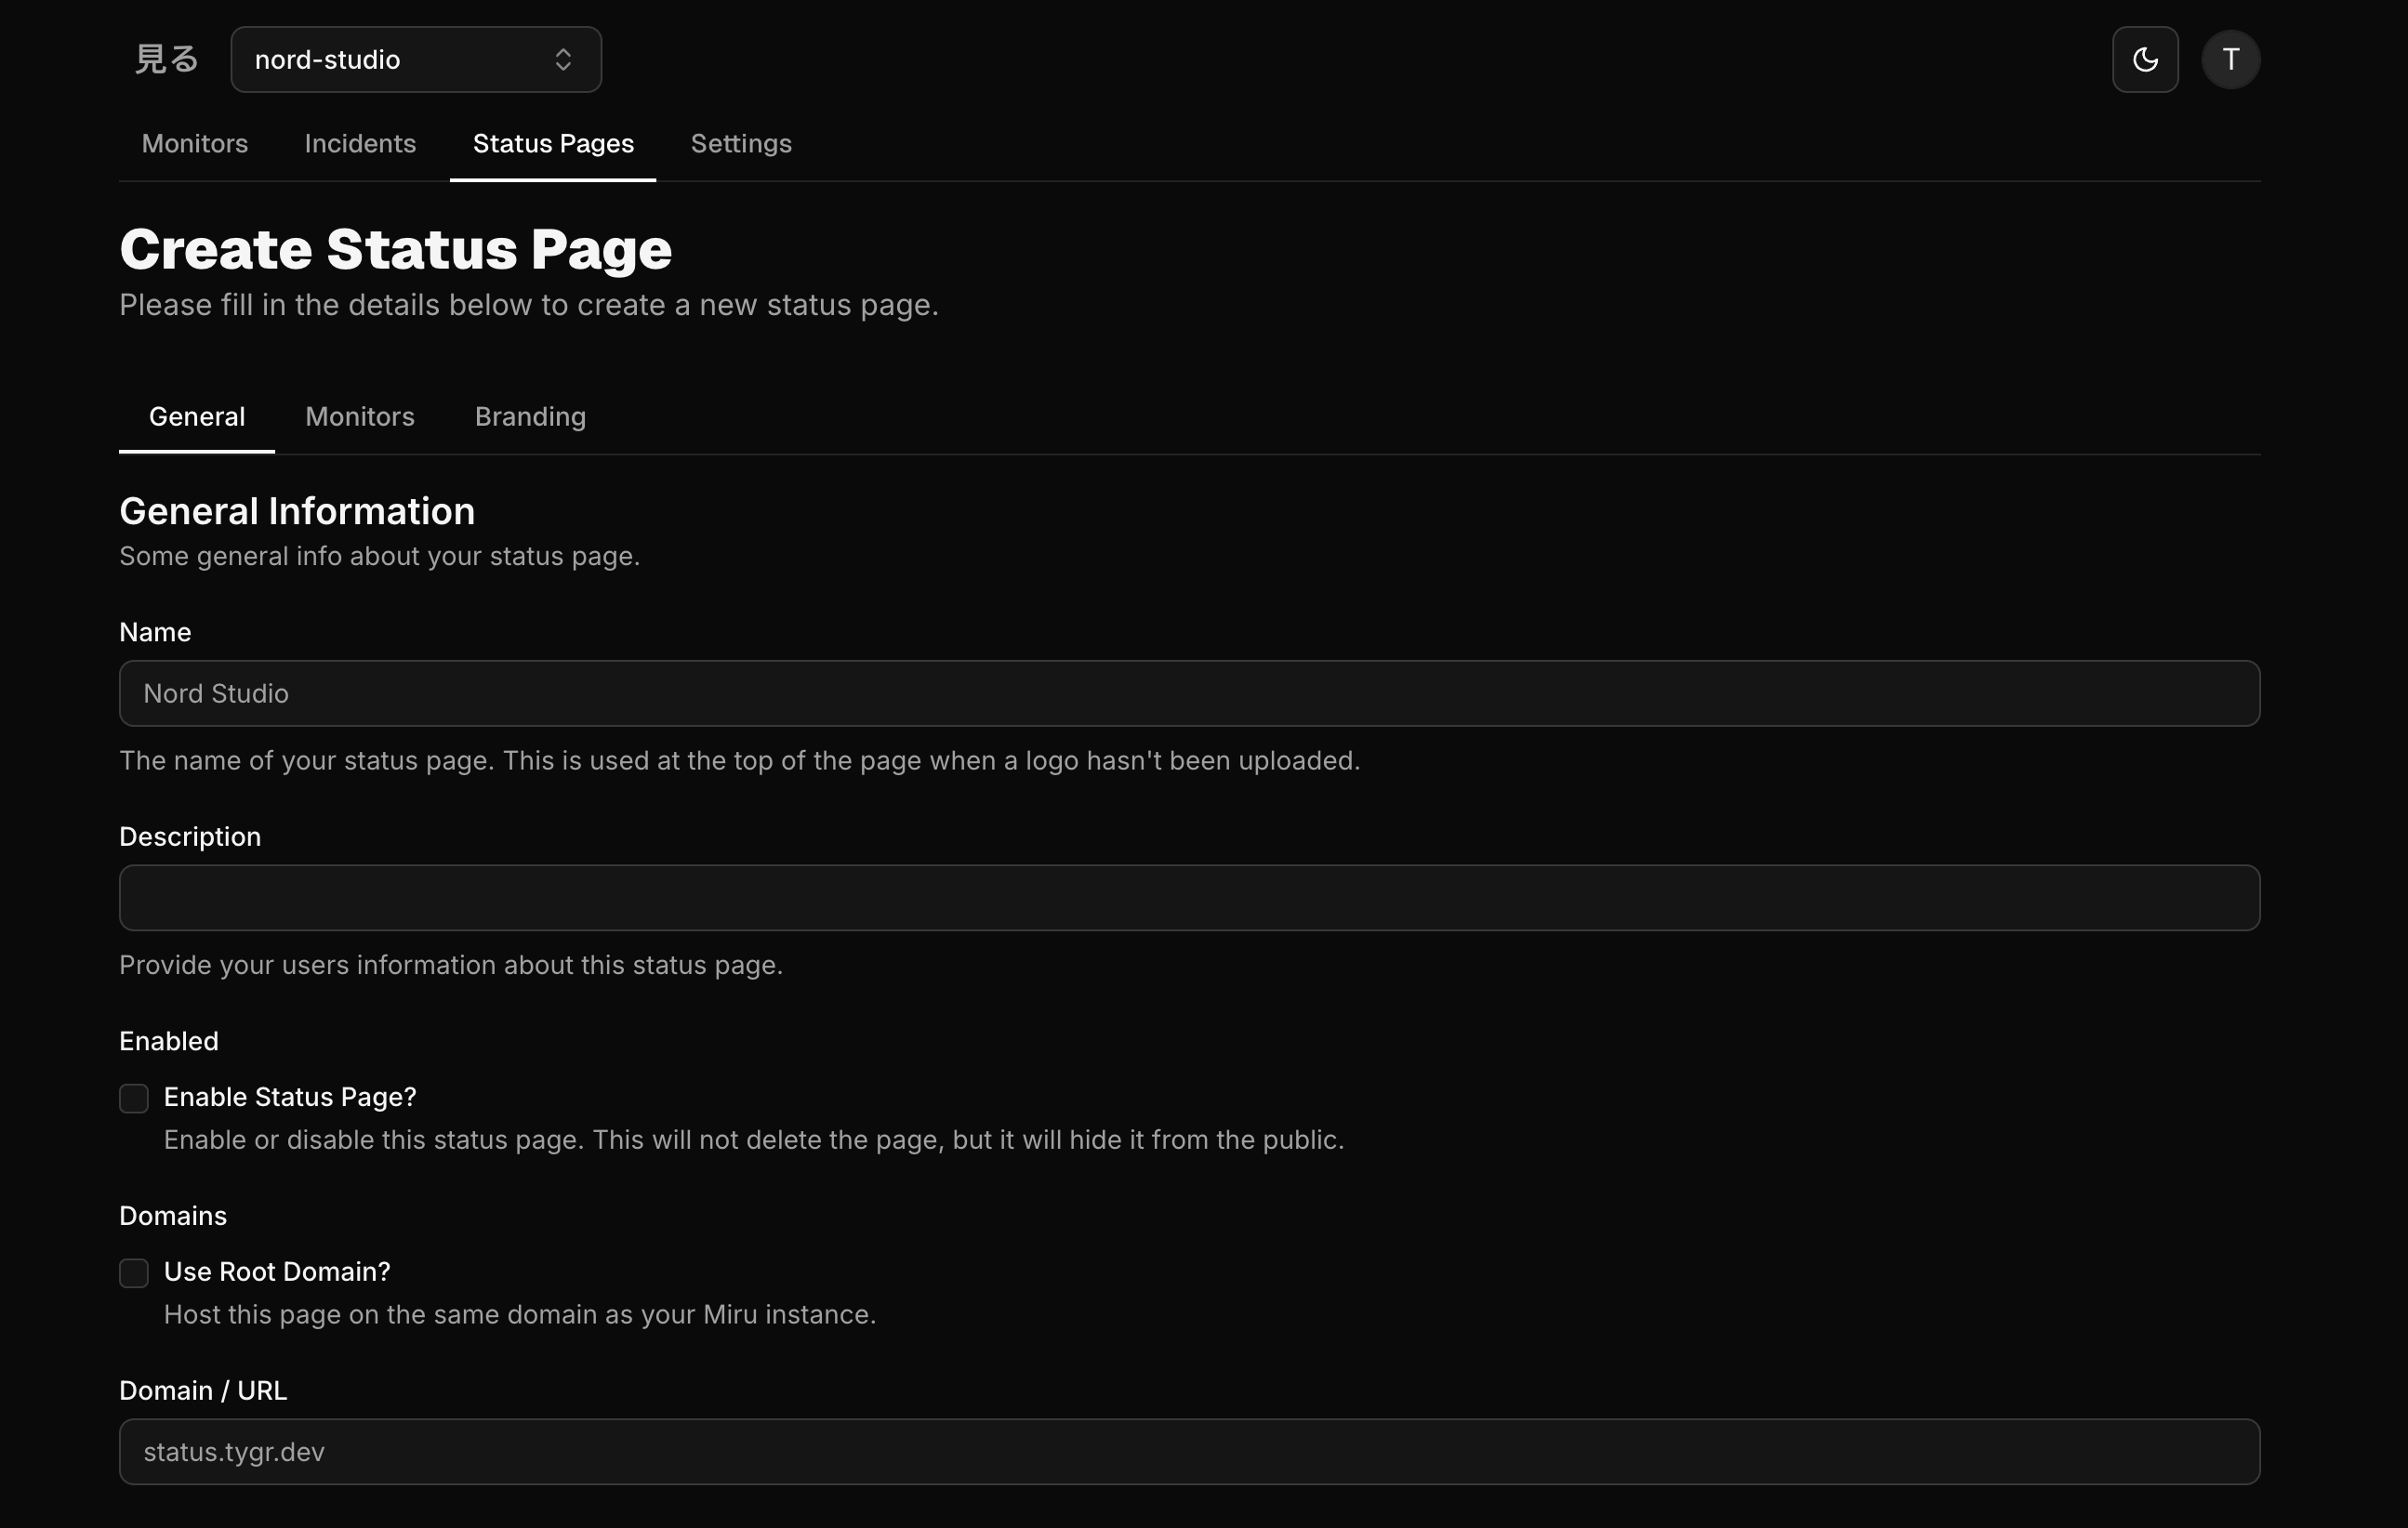 見る
nord-studio
T
Monitors Incidents Status Pages Settings
Create Status Page
Please fill in the details below to create a new status page.
General Monitors Branding
General Information
Some general info about your status page.
Name
Nord Studio
The name of your status page. This is used at the top of the page when a logo hasn't been uploaded.
Description
Provide your users information about this status page.
Enabled
Enable Status Page?
Enable or disable this status page. This will not delete the page, but it will hide it from the public.
Domains
Use Root Domain?
Host this page on the same domain as your Miru instance.
Domain / URL
status.tygr.dev